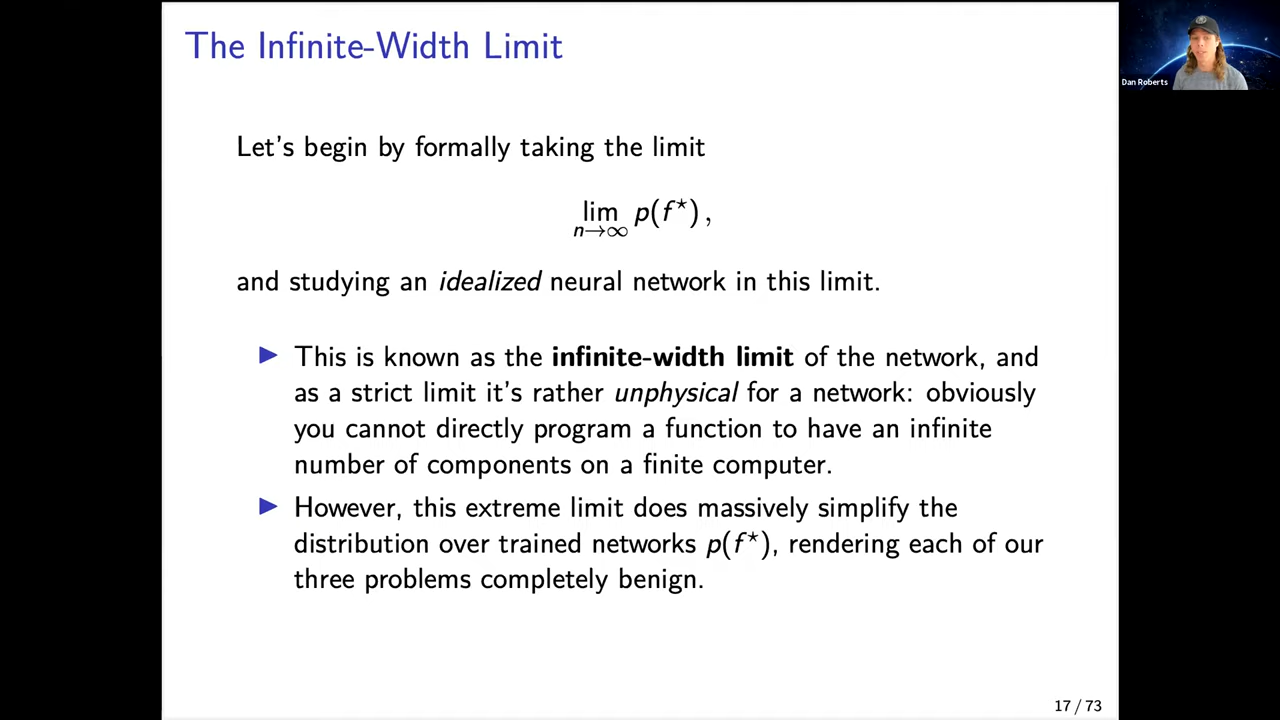 The Infinite-Width Limit
Dan Roberts
Let's begin by formally taking the limit
lim p(f⋆),
n→∞
and studying an idealized neural network in this limit.
▶ This is known as the infinite-width limit of the network, and
as a strict limit it's rather unphysical for a network: obviously
you cannot directly program a function to have an infinite
number of components on a finite computer.
▶ However, this extreme limit does massively simplify the
distribution over trained networks p(f⋆), rendering each of our
three problems completely benign.
17 / 73